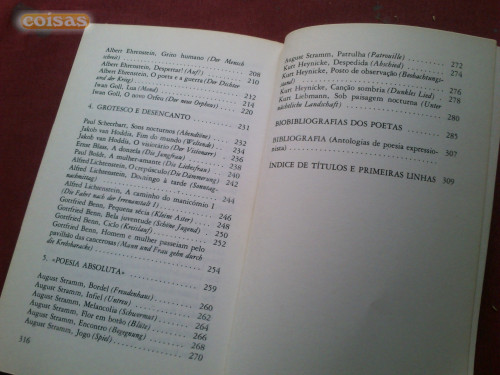 coisas
Albert Ehrenstein, Grito humano (Der Mensch
schreit) . . . 208
Albert Ehrenstein, Despertar! (Auf!) . . . 210
Albert Ehrenstein, O poeta e a guerra (Der Dichter
und der Krieg) . . . 212
Iwan Goll, Lua (Mond) . . . 214
Iwan Goll, O novo Orfeu (Der neue Orpheus) . . . 220
4. GROTESCO E DESENCANTO . . . 231
Paul Scheerbart, Sons nocturnos (Abendtöne) . . . 232
Jakob van Hoddis, Fim do mundo (Weltende) . . . 234
Jakob van Hoddis, O visionário (Der Visionarr) . . . 236
Ernst Blass, A donzela (Die Jungfrau) . . . 238
Paul Boldt, A mulher-amante (Die Liebesfrau) . . . 240
Alfred Lichtenstein, O crepúsculo (Die Dämmerung) . . . 242
Alfred Lichtenstein, Domingo à tarde (Sonntag-
nachmittag) . . . 244
Alfred Lichtenstein, A caminho do manicómio I
(Die Fahrt nach der Irrenanstalt I) . . . 246
Gottfried Benn, Pequena sécia (Kleine Aster) . . . 248
Gottfried Benn, Bela juventude (Schöne Jugend) . . . 250
Gottfried Benn, Ciclo (Kreislauf) . . . 252
Gottfried Benn, Homem e mulher passeiam pelo
pavilhão das cancerosas (Mann und Frau gehn durch
die Krebsbaracke) . . . 254
5. «POESIA ABSOLUTA» . . . 259
August Stramm, Bordel (Freudenhaus) . . . 260
August Stramm, Infiel (Untreu) . . . 262
August Stramm, Melancolia (Schwermut) . . . 264
August Stramm, Flor em botão (Blüte) . . . 266
August Stramm, Encontro (Begegnung) . . . 268
August Stramm, Jogo (Spiel) . . . 270
316
August Stramm, Patrulha (Patrouille) . . . 272
Kurt Heynicke, Despedida (Abschied) . . . 274
Kurt Heynicke, Posto de observação (Beobachtungs-
stand) . . . 276
Kurt Heynicke, Canção sombria (Dunkles Lied) . . . 278
Kurt Liebmann, Sob paisagem nocturna (Unter
nächtliche Landschaft) . . . 280
BIOBIBLIOGRAFIAS DOS POETAS . . . 285
BIBLIOGRAFIA (Antologias de poesia expressio-
nista) . . . 307
ÍNDICE DE TÍTULOS E PRIMEIRAS LINHAS . . . 309